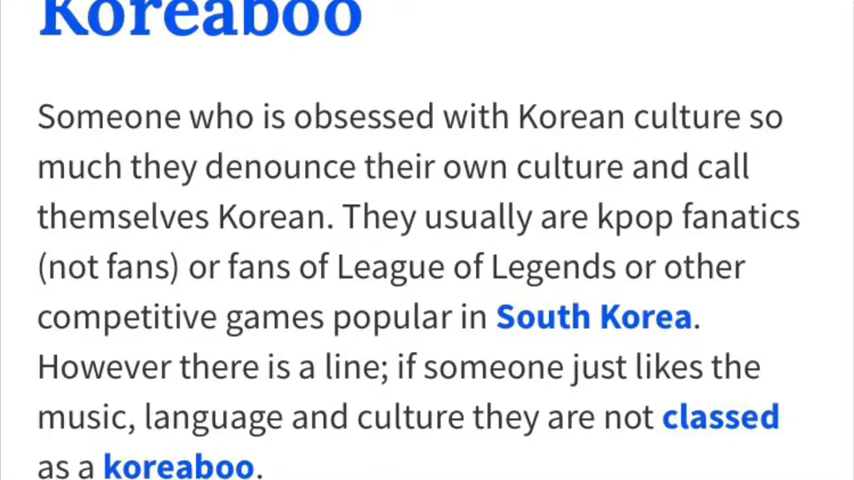 Koreaboo
Someone who is obsessed with Korean culture so
much they denounce their own culture and call
themselves Korean. They usually are kpop fanatics
(not fans) or fans of League of Legends or other
competitive games popular in South Korea.
However there is a line; if someone just likes the
music, language and culture they are not classed
as a koreaboo.